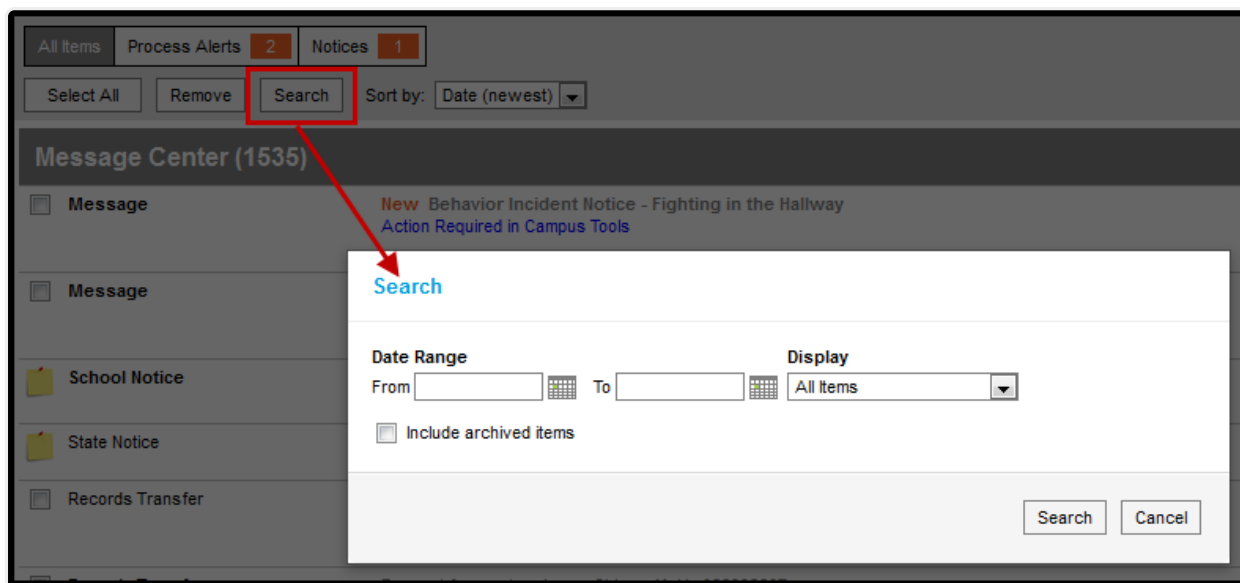 All Items Process Alerts 2 Notices 1
Select All Remove Search Sort by: Date (newest)
Message Center (1535)
Message New Behavior Incident Notice - Fighting in the Hallway
Action Required in Campus Tools
Search
Message
Date Range Display
School Notice
From To All Items
Include archived items
State Notice
Records Transfer
Search Cancel